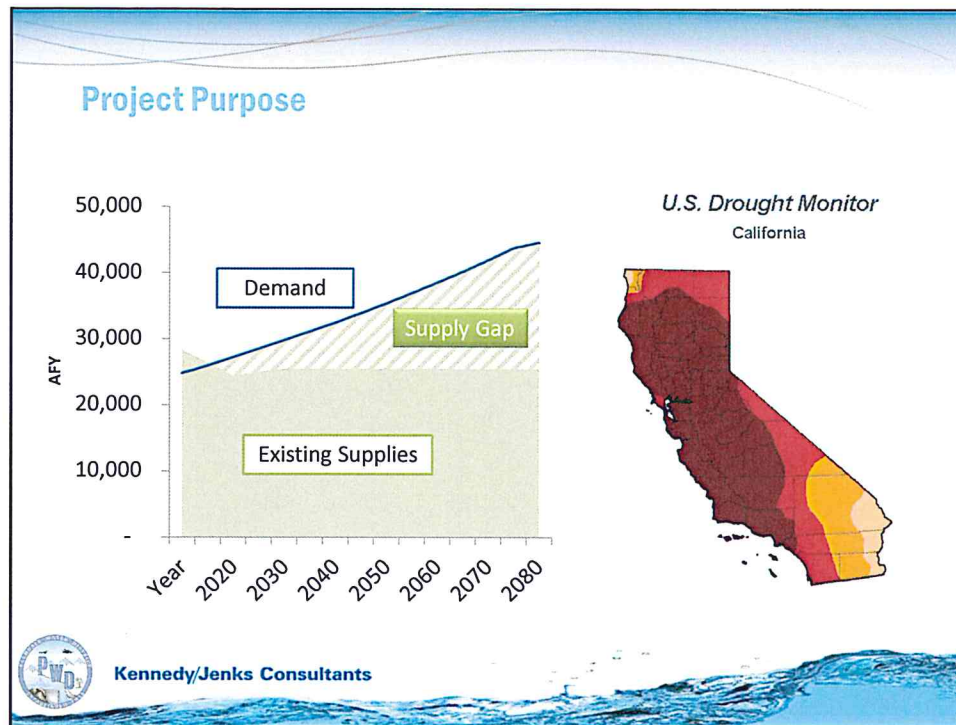 Project Purpose
50,000
40,000
30,000
20,000
10,000
-
AFY
Demand
Supply Gap
Existing Supplies
Year
2020
2030
2040
2050
2060
2070
2080
U.S. Drought Monitor
California
PWD
Kennedy/Jenks Consultants